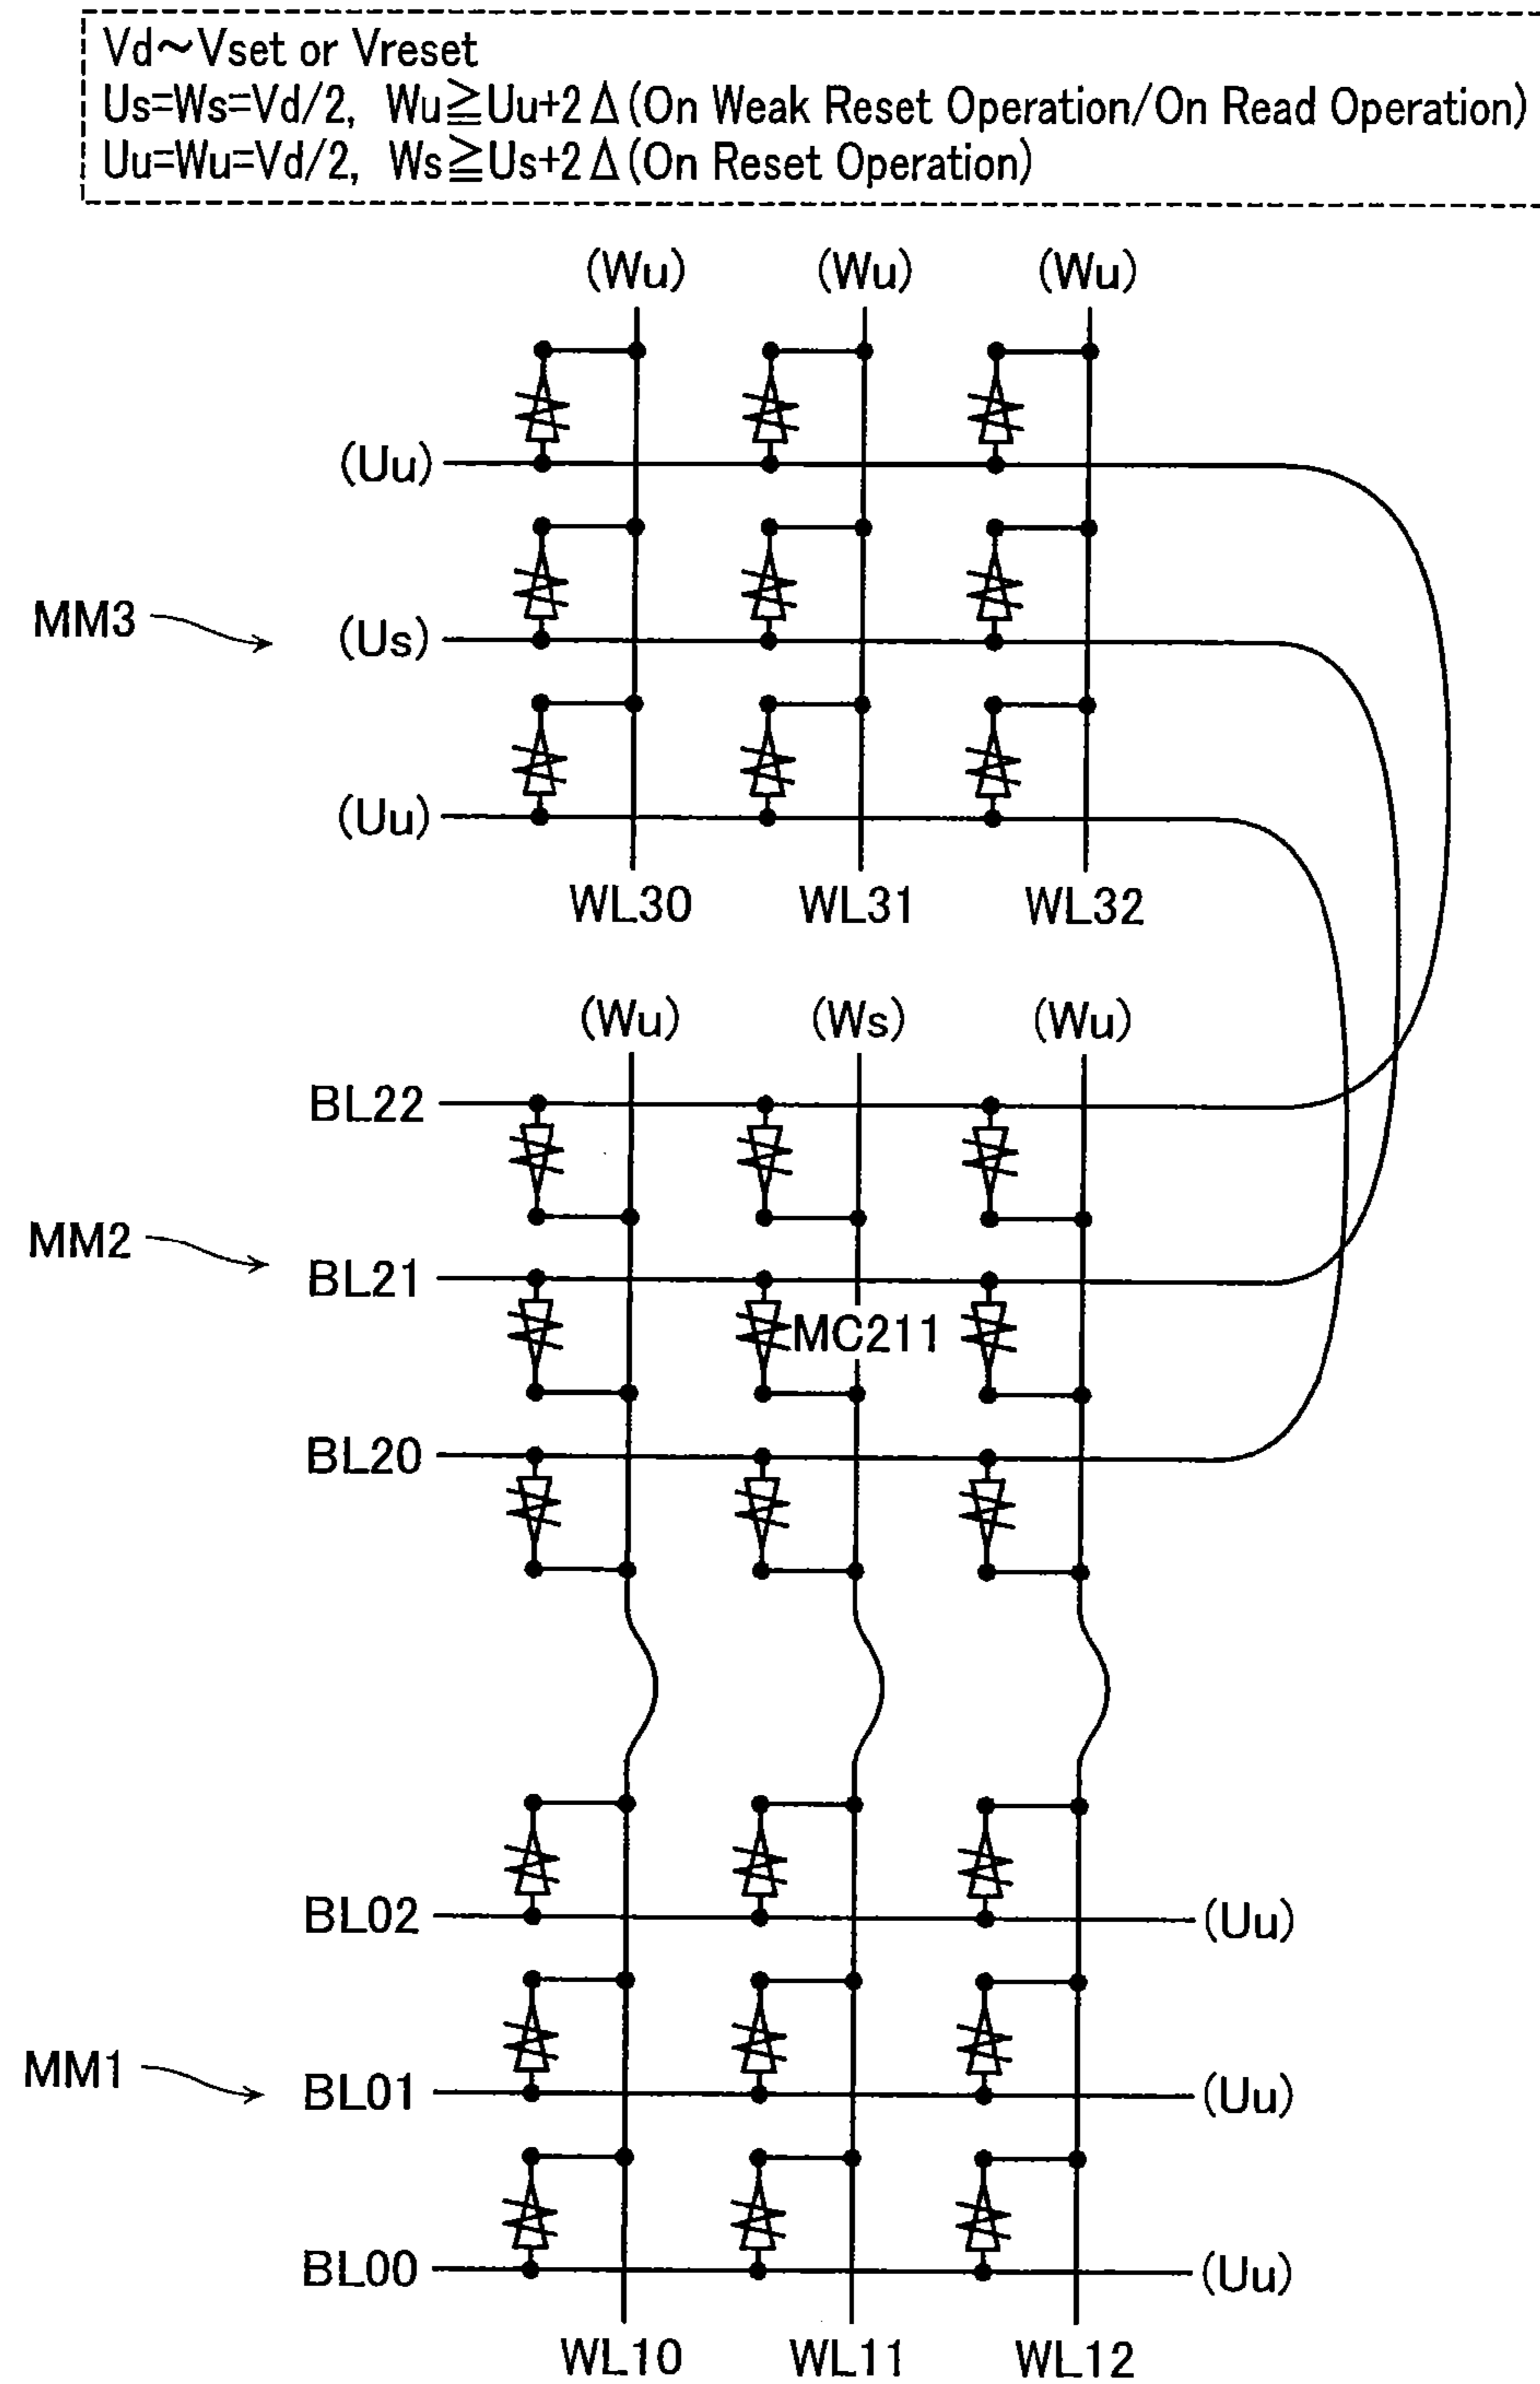 Vd~Vset or Vreset
Us=Ws=Vd/2, Wu≧Uu+2Δ(On Weak Reset Operation/On Read Operation)
Uu=Wu=Vd/2, Ws≧Us+2Δ(On Reset Operation)
(Wu) (Wu) (Wu)
(Uu)
MM3 (Us)
(Uu)
WL30 WL31 WL32
(Wu) (Ws) (Wu)
BL22
MM2
BL21
MC211
BL20
BL02 (Uu)
MM1 BL01 (Uu)
BL00 (Uu)
WL10 WL11 WL12